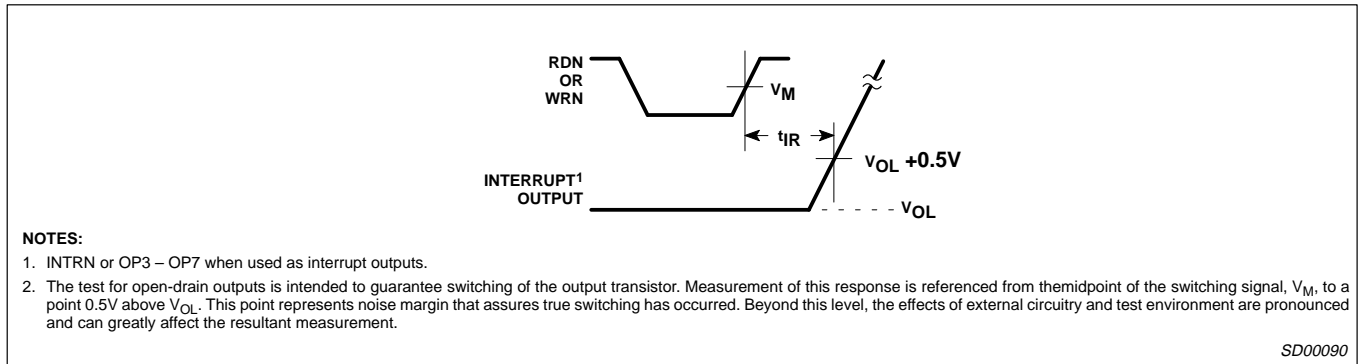 RDN
OR
WRN
VM
tIR
VOL +0.5V
INTERRUPT1
OUTPUT
VOL
NOTES:
1. INTRN or OP3 – OP7 when used as interrupt outputs.
2. The test for open-drain outputs is intended to guarantee switching of the output transistor. Measurement of this response is referenced from themidpoint of the switching signal, VM, to a
point 0.5V above VOL. This point represents noise margin that assures true switching has occurred. Beyond this level, the effects of external circuitry and test environment are pronounced
and can greatly affect the resultant measurement.
SD00090